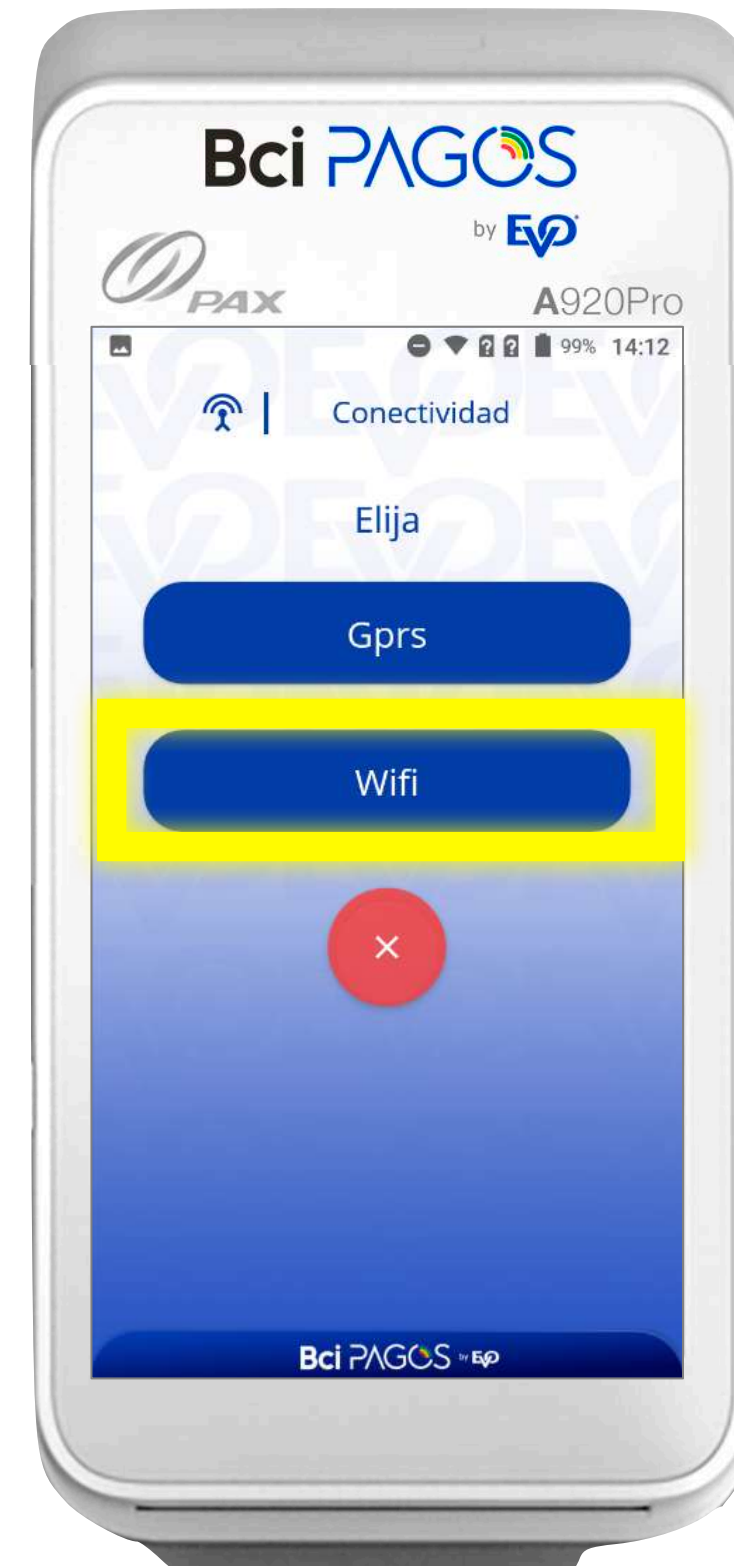 Bci PAGOS
by EVO
PAX
A920Pro
99% 14:12
Conectividad
Elija
Gprs
Wifi
Bci PAGOS BY EVO